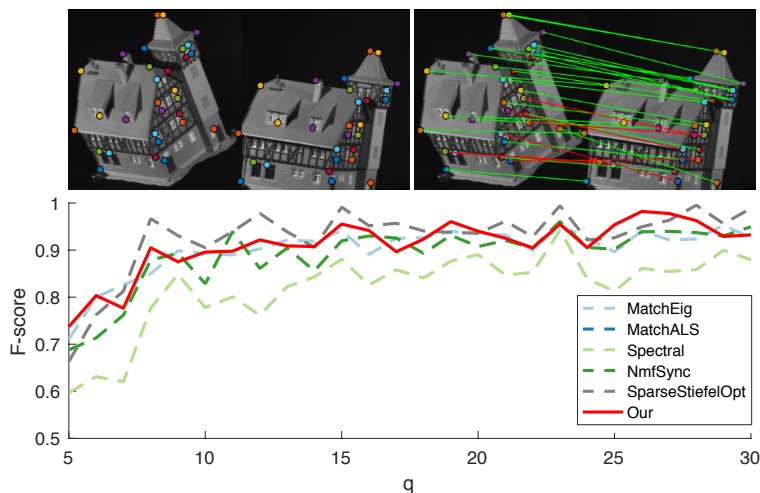 1
0.9
0.8
0.7
0.6
0.5
F-score
5
10
15
20
25
30
q
MatchEig
MatchALS
Spectral
NmfSync
SparseStiefelOpt
Our